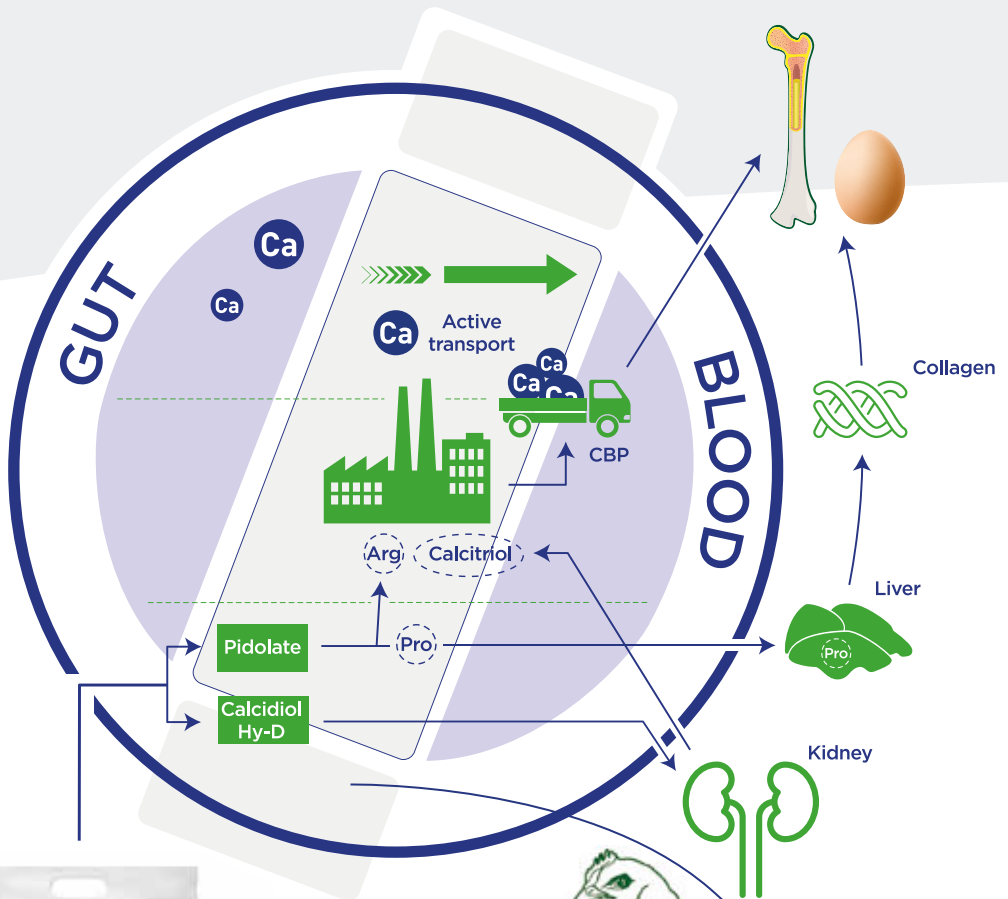 GUT
BLOOD
Ca
Ca
Ca
Active
transport
Ca
Ca
Ca
CBP
Arg
Calcitriol
Pidolate
Pro
Calcidiol
Hy-D
Collagen
Liver
Pro
Kidney